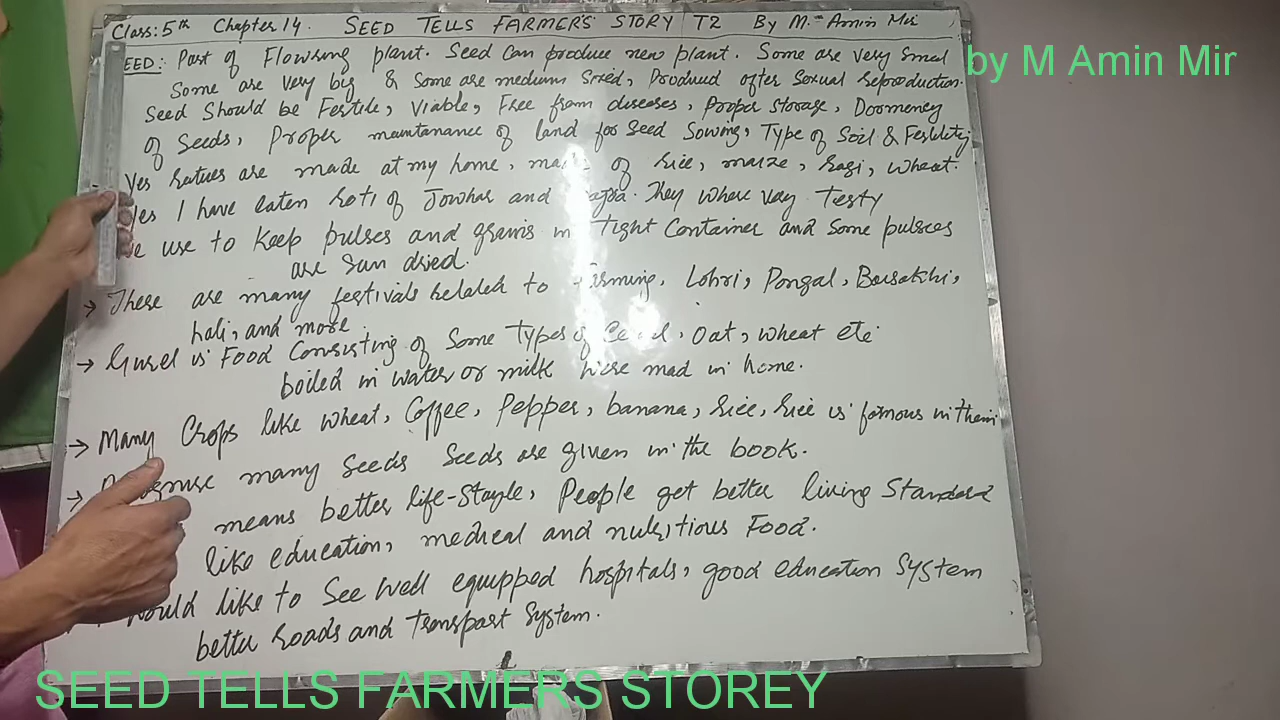 Class: 5th Chapter 14. SEED TELLS FARMER'S STORY T2 By M. Amin Mir
by M Amin Mir
EED: Part of Flowring plant. Seed Can produce new plant. Some are very Small
Some are very big & Some are medium Sized, Produced after Sexual reproduction.
Seed Should be Fertile, Viable, Free from diseases, Proper Storage, Doormency
of Seeds, Proper maintanance of land for Seed Sowing, Type of Soil & Fertility
Yes are made at my home, made of rice, maize, ragi, wheat.
Yes I have eaten roti of Jowhar and Bajra. They where very Testy
We use to keep pulses and grains in Tight Container and Some pulsces
are Sun dried.
→ There are many festivals related to Farming, Lohri, Pongal, Baisakhi,
holi, and more.
→ Gurel is Food Consisting of Some Types of Cereal, Oat, wheat etc
boiled in water or milk were mad in home.
→ Many Crops like wheat, Coffee, Pepper, banana, rice, rice is famous in them
→ many Seeds Seeds are given in the book.
means better life-Style, People get better living Standard
like education, medical and nutritious Food.
would like to See well equipped hospitals, good education System
better roads and Transport System.
SEED TELLS FARMERS STOREY